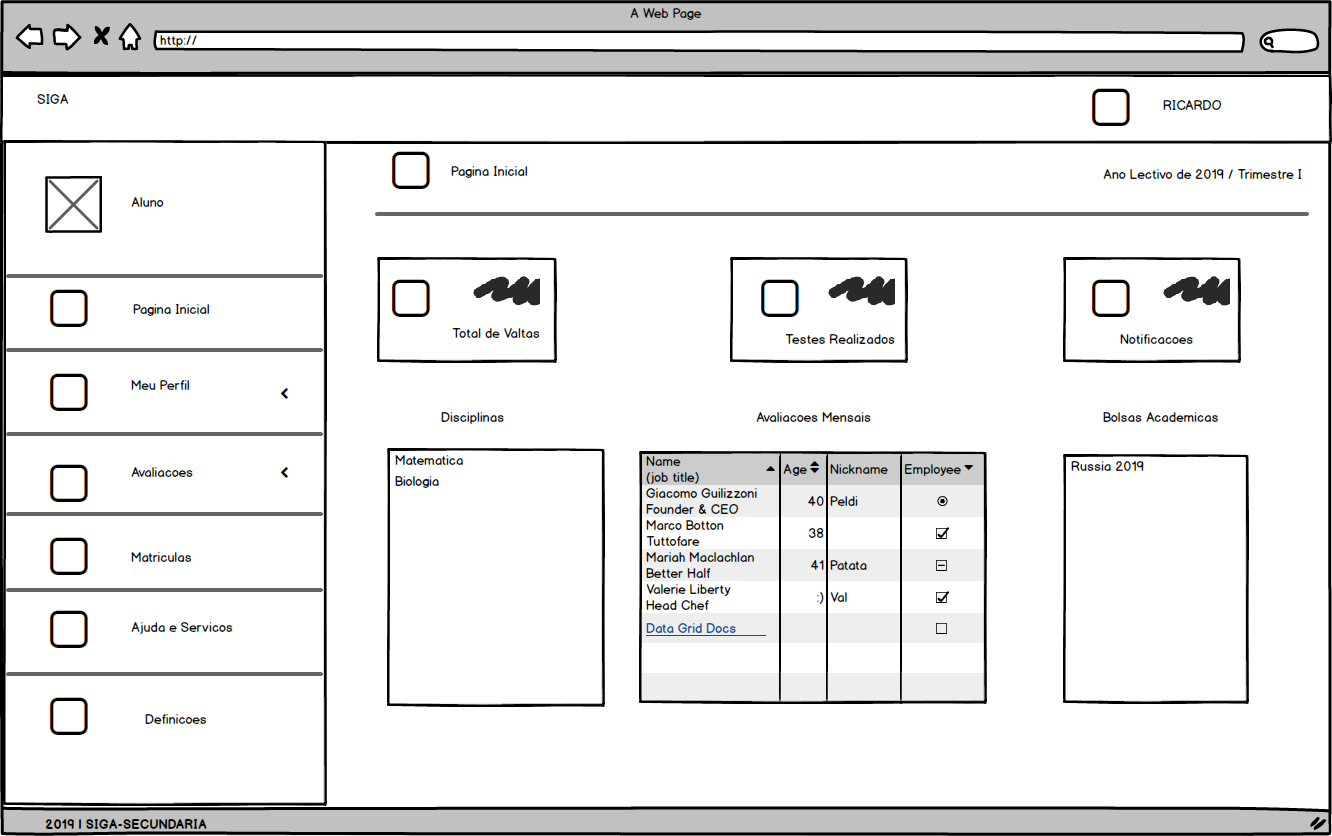 A Web Page
http://
SIGA
RICARDO
Aluno
Pagina Inicial
Meu Perfil
Avaliacoes
Matriculas
Ajuda e Servicos
Definicoes
Pagina Inicial
Ano Lectivo de 2019 / Trimestre I
Total de Valtas
Testes Realizados
Notificacoes
Disciplinas
Matematica
Biologia
Avaliacoes Mensais
Name
(job title)
Age
Nickname
Employee
Giacomo Guilizzoni
Founder & CEO
40
Peldi
Marco Botton
Tuttofare
38
Mariah Maclachlan
Better Half
41
Patata
Valerie Liberty
Head Chef
:)
Val
Data Grid Docs
Bolsas Academicas
Russia 2019
2019 | SIGA-SECUNDARIA